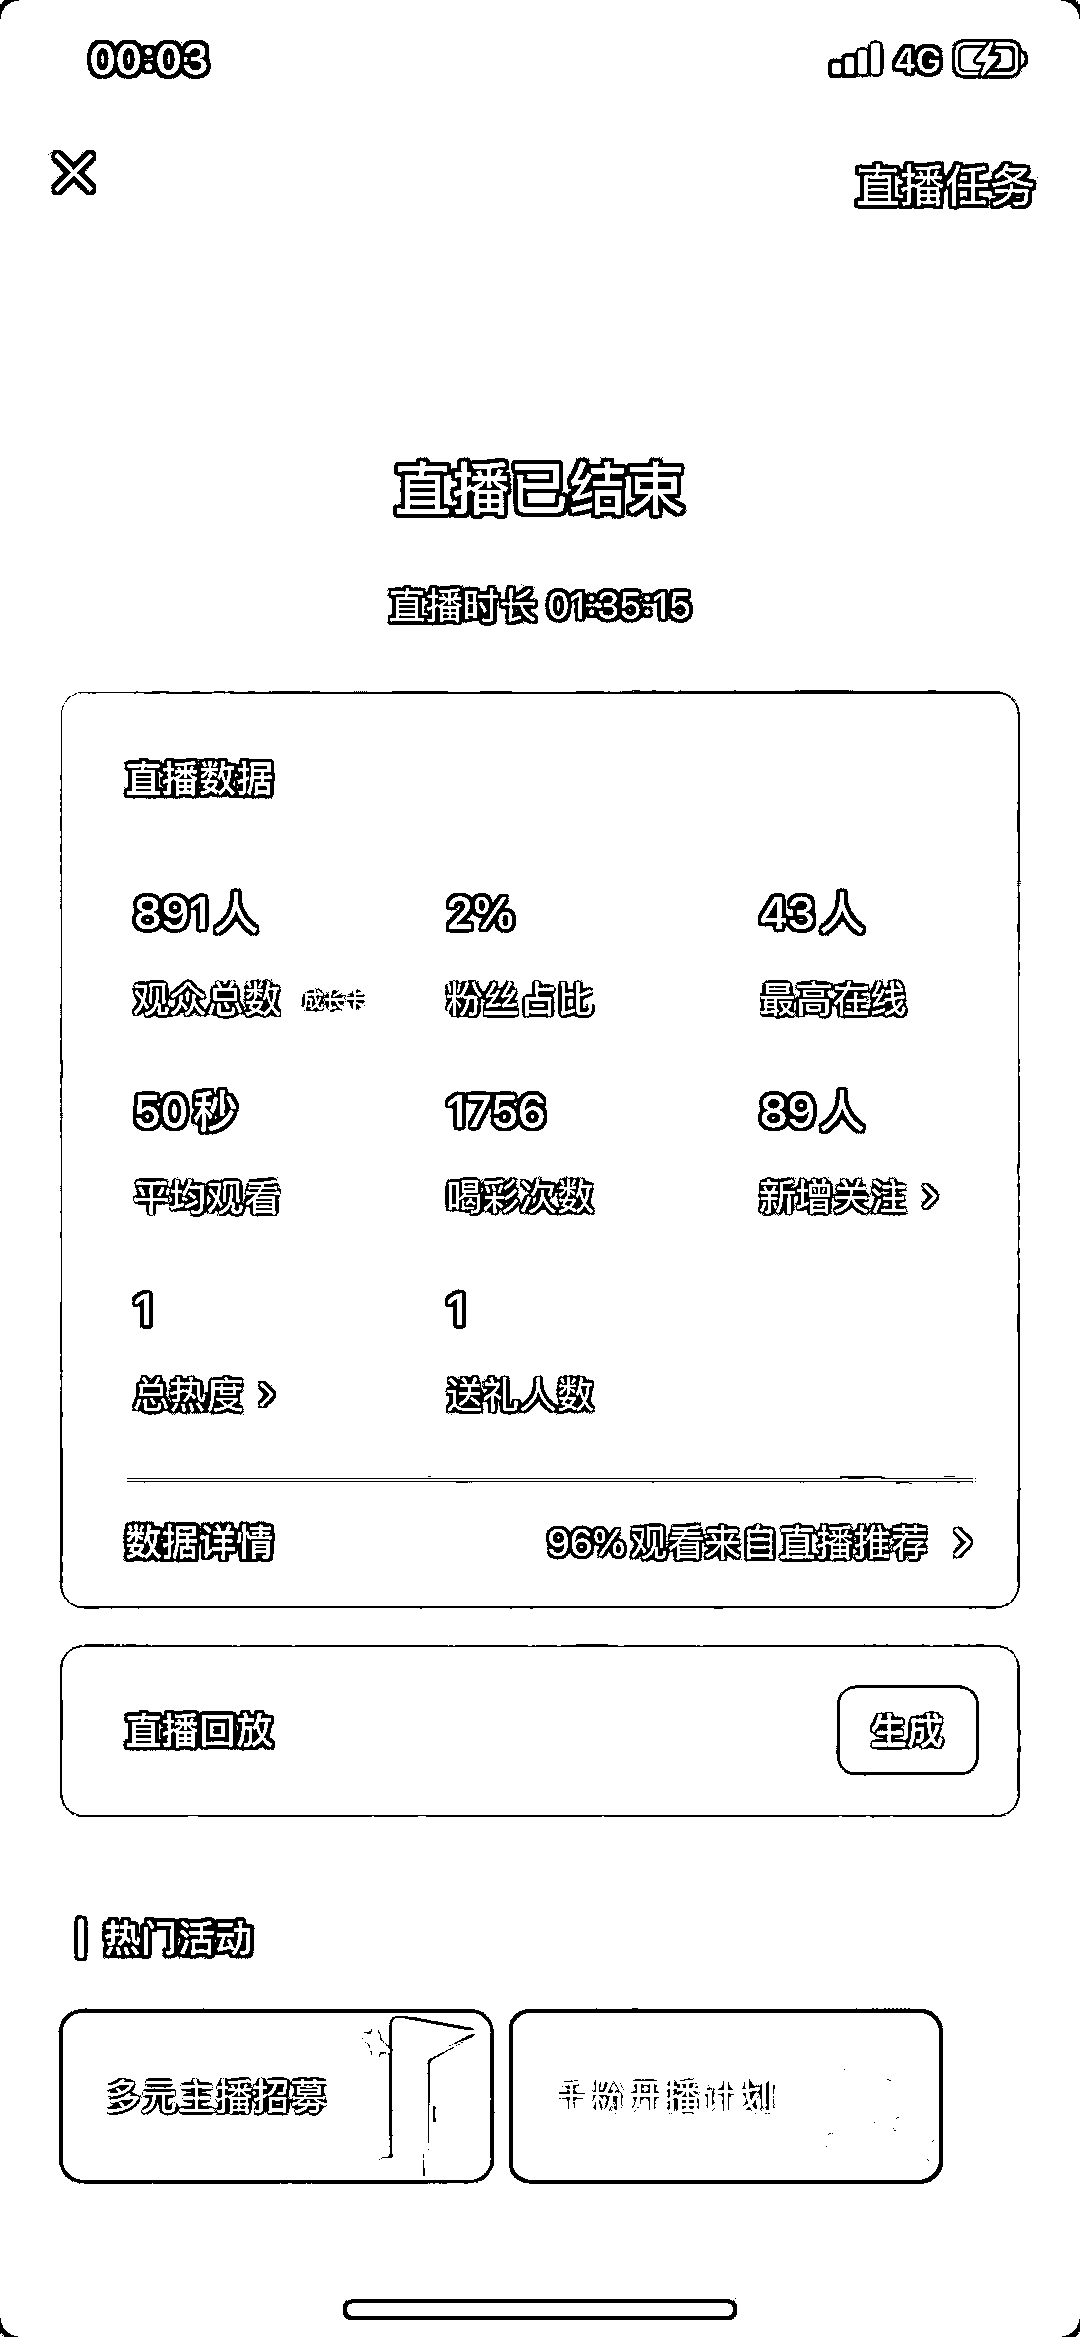 00:03 4G
直播任务
直播已结束
直播时长 01:35:15
直播数据
891人 2% 43人
观众总数 成长卡 粉丝占比 最高在线
50秒 1756 89人
平均观看 喝彩次数 新增关注 >
1 1
总热度 > 送礼人数
数据详情 96%观看来自直播推荐 >
直播回放 生成
热门活动
多元主播招募 千粉开播计划